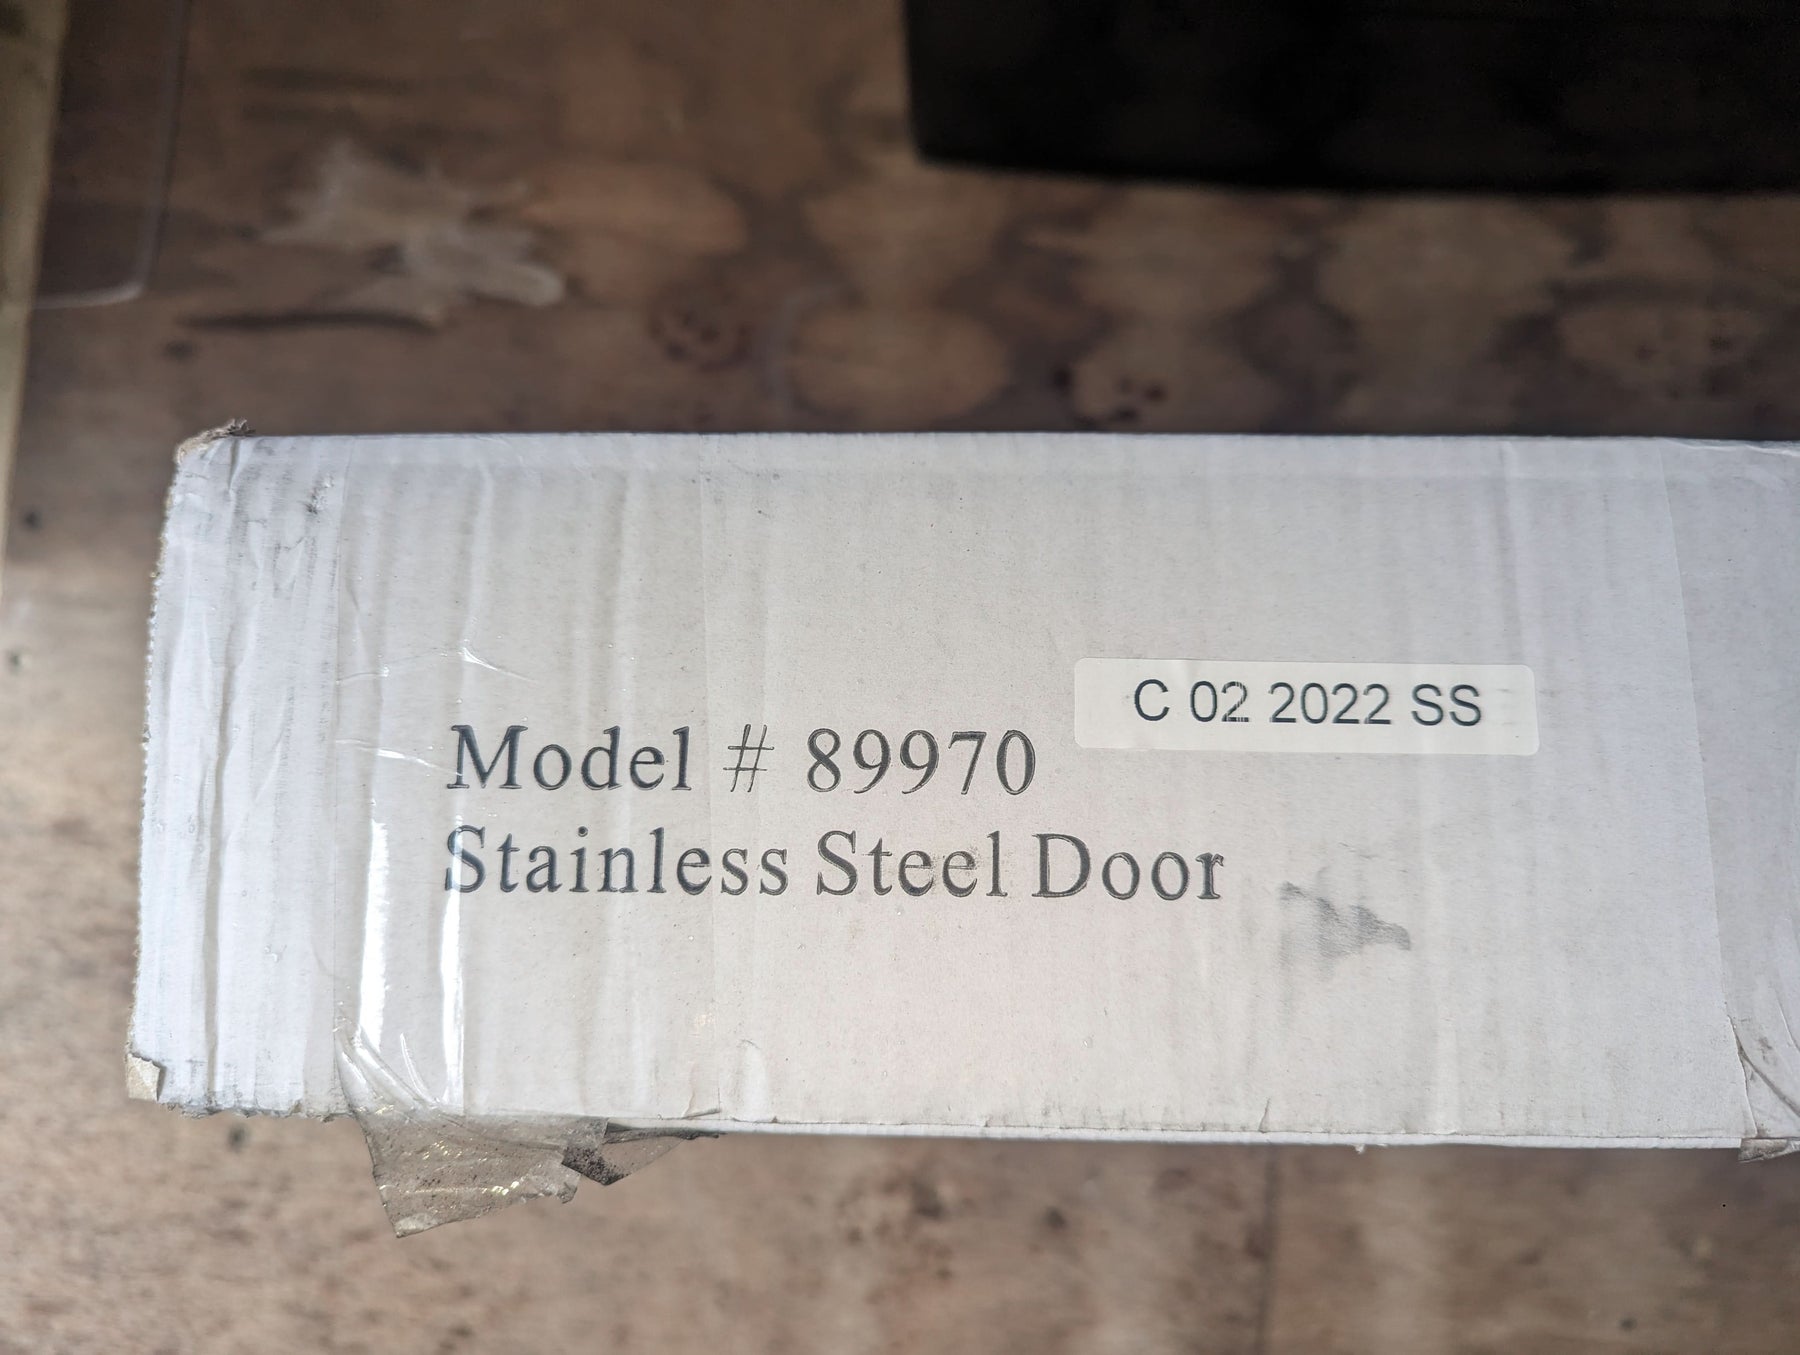 C 02 2022 SS
Model # 89970
Stainless Steel Door